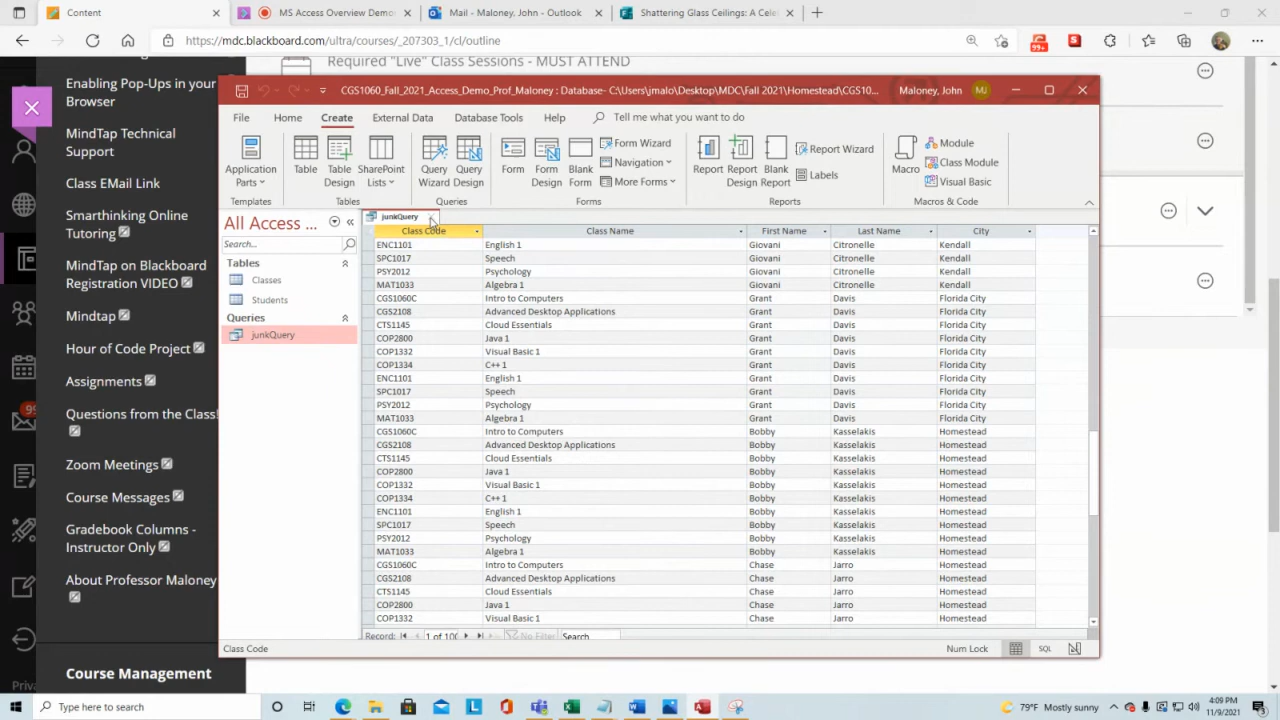 Content
MS Access Overview Demo
Mail - Maloney, John - Outlook
Shattering Glass Ceilings: A Cele
https://mdc.blackboard.com/ultra/courses/_207303_1/cl/outline
99+
Enabling Pop-Ups in your
Browser
MindTap Technical
Support
Class EMail Link
Smarthinking Online
Tutoring
MindTap on Blackboard
Registration VIDEO
Mindtap
Hour of Code Project
Assignments
Questions from the Class!
Zoom Meetings
Course Messages
Gradebook Columns -
Instructor Only
About Professor Maloney
Course Management
Priva
99
Required "Live" Class Sessions - MUST ATTEND
CGS1060_Fall_2021_Access_Demo_Prof_Maloney : Database- C:\Users\jmalo\Desktop\MDC\Fall 2021\Homestead\CGS10...
Maloney, John
MJ
File Home Create External Data Database Tools Help Tell me what you want to do
Application Parts
Table
Table Design
SharePoint Lists
Query Wizard
Query Design
Form
Form Design
Blank Form
Form Wizard
Navigation
More Forms
Report
Report Design
Blank Report
Report Wizard
Labels
Macro
Module
Class Module
Visual Basic
Templates Tables Queries Forms Reports Macros & Code
All Access ...
Search...
Tables
Classes
Students
Queries
junkQuery
junkQuery
Class Code Class Name First Name Last Name City
ENC1101 English 1 Giovani Citronelle Kendall
SPC1017 Speech Giovani Citronelle Kendall
PSY2012 Psychology Giovani Citronelle Kendall
MAT1033 Algebra 1 Giovani Citronelle Kendall
CGS1060C Intro to Computers Grant Davis Florida City
CGS2108 Advanced Desktop Applications Grant Davis Florida City
CTS1145 Cloud Essentials Grant Davis Florida City
COP2800 Java 1 Grant Davis Florida City
COP1332 Visual Basic 1 Grant Davis Florida City
COP1334 C++ 1 Grant Davis Florida City
ENC1101 English 1 Grant Davis Florida City
SPC1017 Speech Grant Davis Florida City
PSY2012 Psychology Grant Davis Florida City
MAT1033 Algebra 1 Grant Davis Florida City
CGS1060C Intro to Computers Bobby Kasselakis Homestead
CGS2108 Advanced Desktop Applications Bobby Kasselakis Homestead
CTS1145 Cloud Essentials Bobby Kasselakis Homestead
COP2800 Java 1 Bobby Kasselakis Homestead
COP1332 Visual Basic 1 Bobby Kasselakis Homestead
COP1334 C++ 1 Bobby Kasselakis Homestead
ENC1101 English 1 Bobby Kasselakis Homestead
SPC1017 Speech Bobby Kasselakis Homestead
PSY2012 Psychology Bobby Kasselakis Homestead
MAT1033 Algebra 1 Bobby Kasselakis Homestead
CGS1060C Intro to Computers Chase Jarro Homestead
CGS2108 Advanced Desktop Applications Chase Jarro Homestead
CTS1145 Cloud Essentials Chase Jarro Homestead
COP2800 Java 1 Chase Jarro Homestead
COP1332 Visual Basic 1 Chase Jarro Homestead
Record: 1 of 10 No Filter Search
Class Code
Num Lock
SQL
Type here to search
79°F Mostly sunny
4:09 PM
11/9/2021